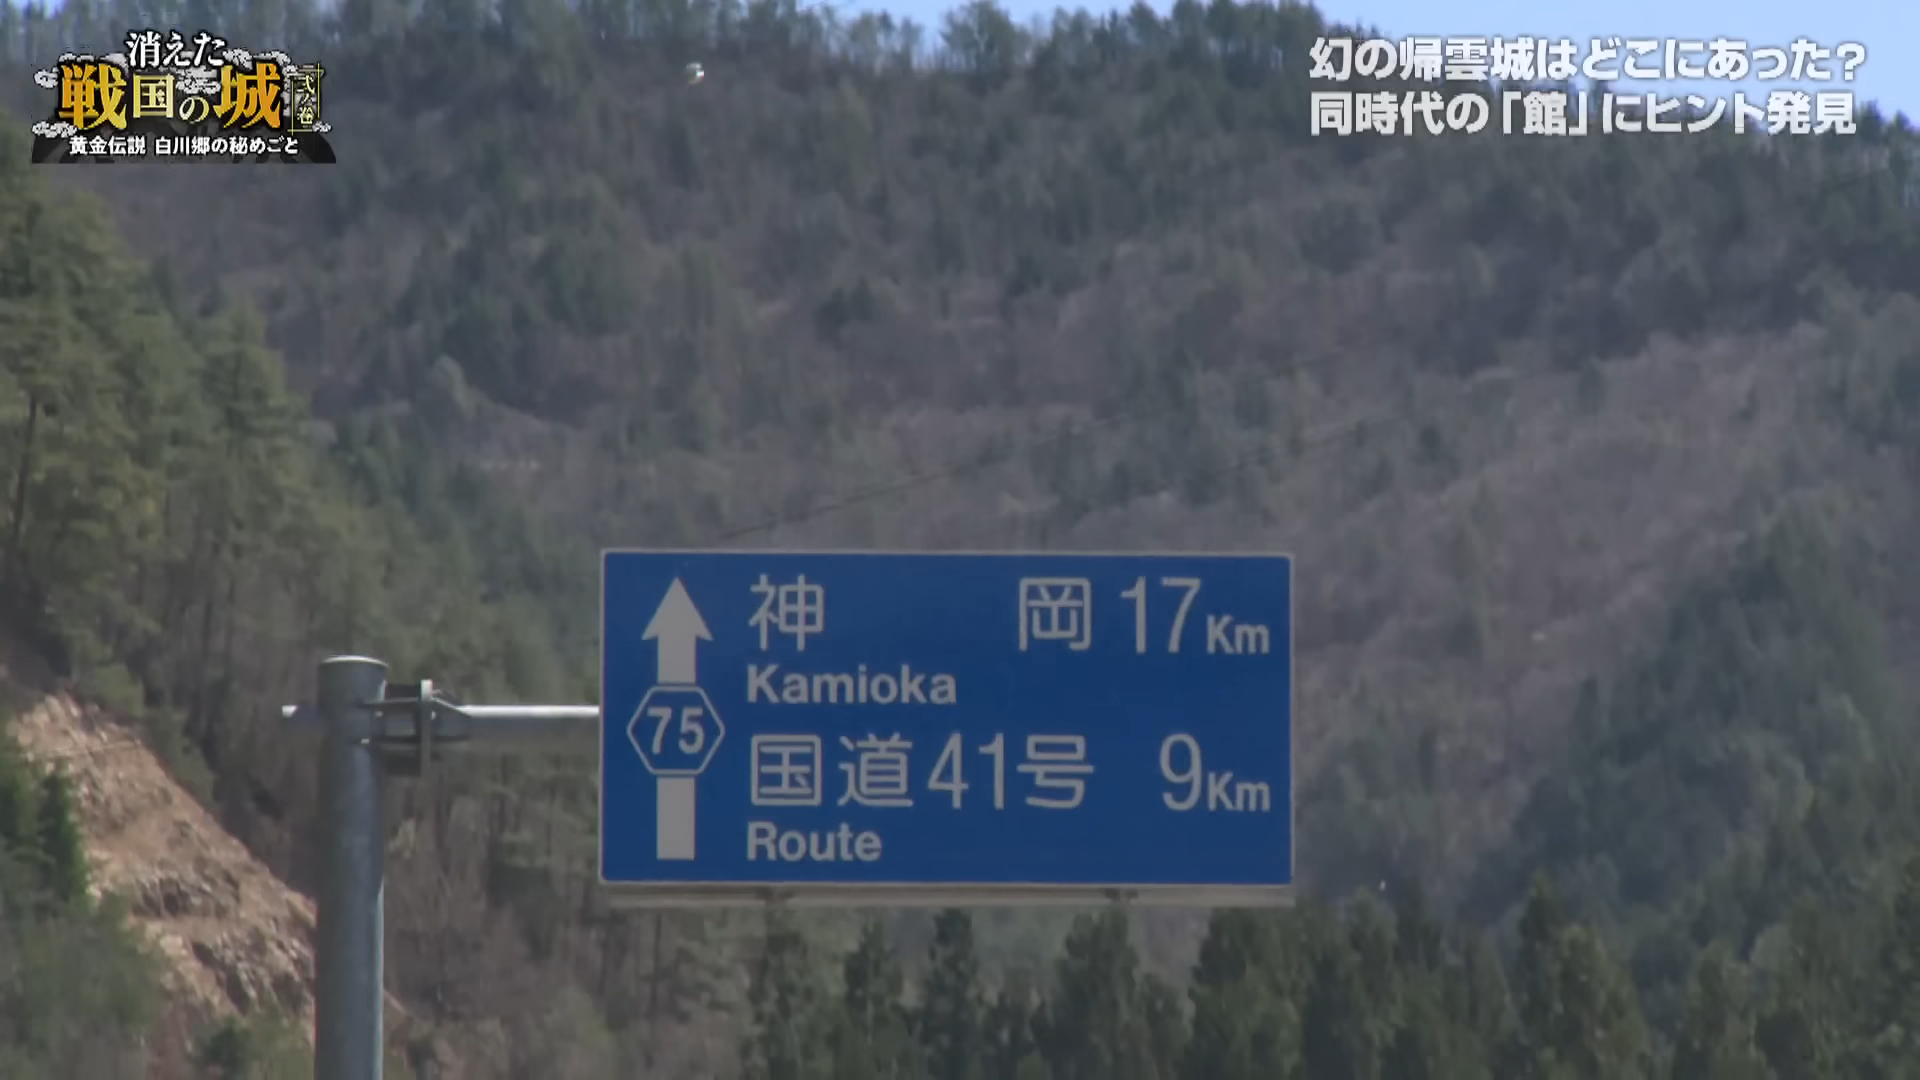 消えた
戦国の城
弐ノ巻
黄金伝説 白川郷の秘めごと
幻の帰雲城はどこにあった?
同時代の「館」にヒント発見
神岡 17Km
Kamioka
75
国道41号 9Km
Route